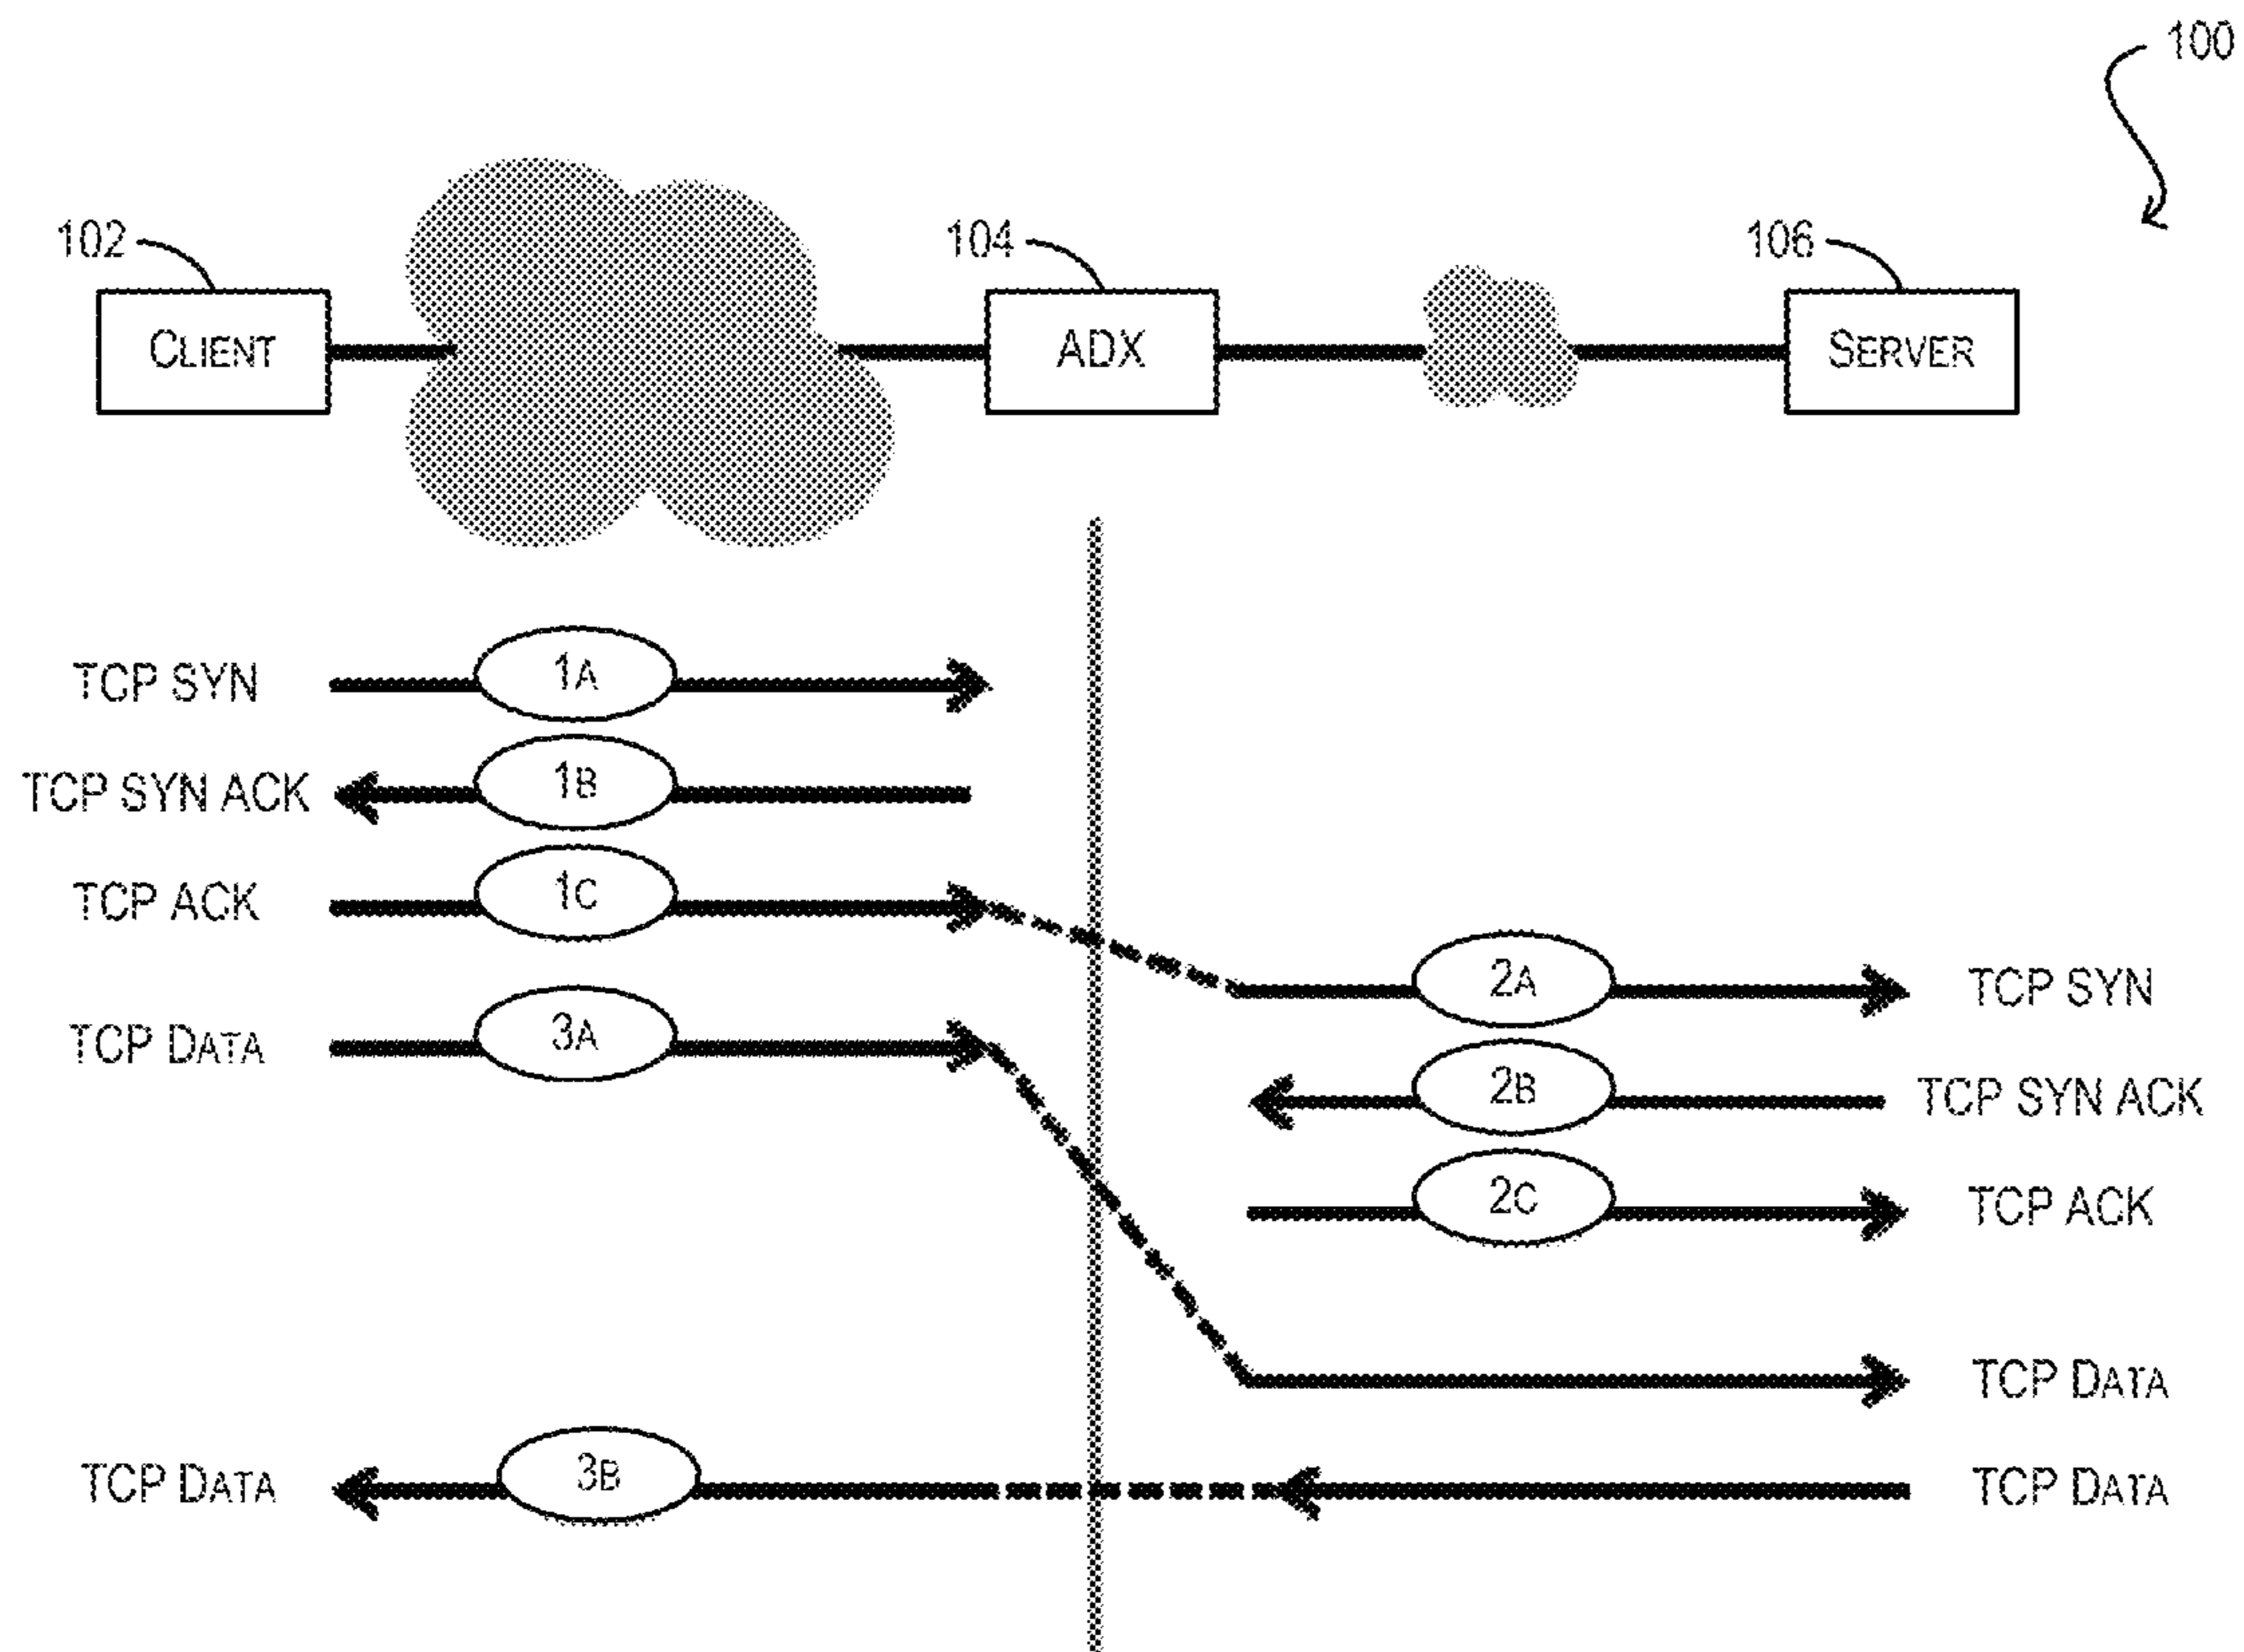 100
102
104
106
CLIENT
ADX
SERVER
TCP SYN
1A
TCP SYN ACK
1B
TCP ACK
1C
2A
TCP SYN
TCP DATA
3A
2B
TCP SYN ACK
2C
TCP ACK
TCP DATA
TCP DATA
3B
TCP DATA